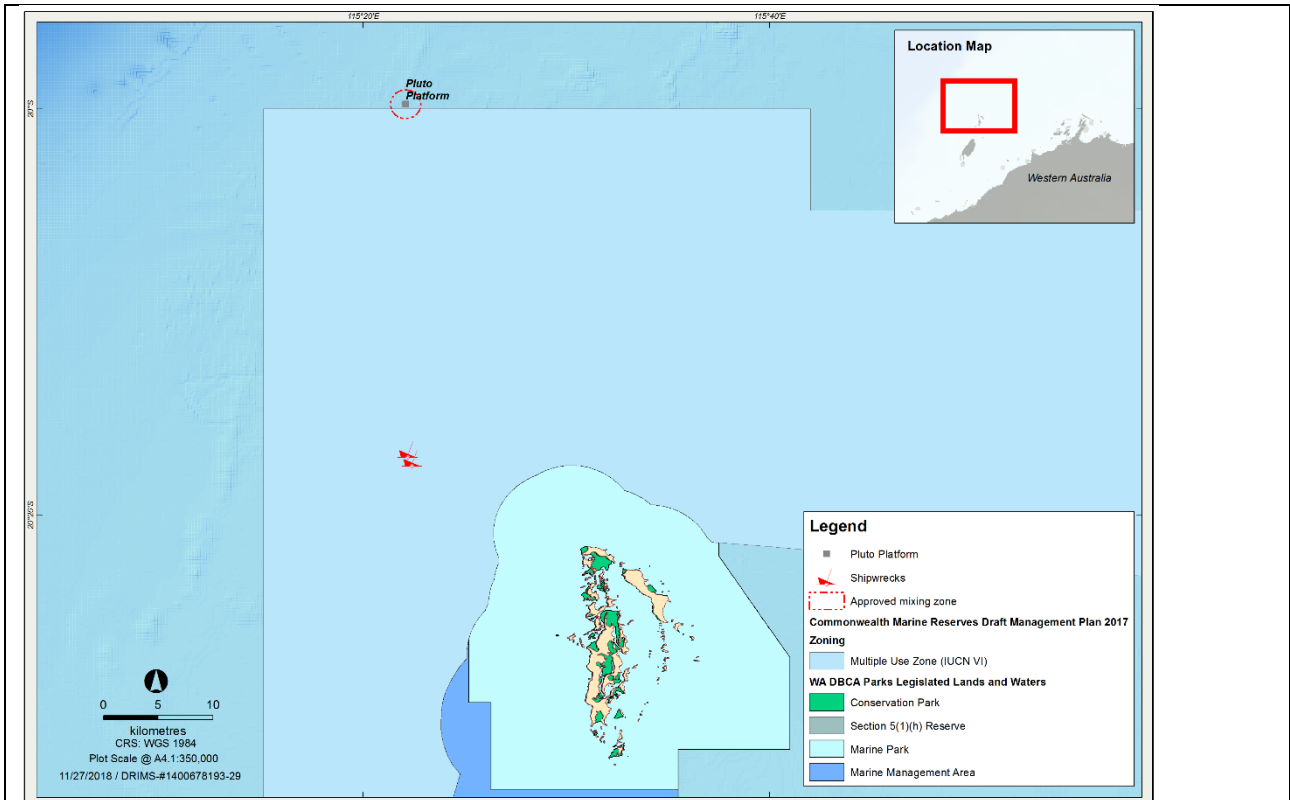 115°20'E
115°40'E
Location Map
Western Australia
Pluto
Platform
20°S
20°20'S
0 5 10
kilometres
CRS: WGS 1984
Plot Scale @ A4.1:350,000
11/27/2018 / DRIMS-#1400678193-29
Legend
Pluto Platform
Shipwrecks
Approved mixing zone
Commonwealth Marine Reserves Draft Management Plan 2017
Zoning
Multiple Use Zone (IUCN VI)
WA DBCA Parks Legislated Lands and Waters
Conservation Park
Section 5(1)(h) Reserve
Marine Park
Marine Management Area